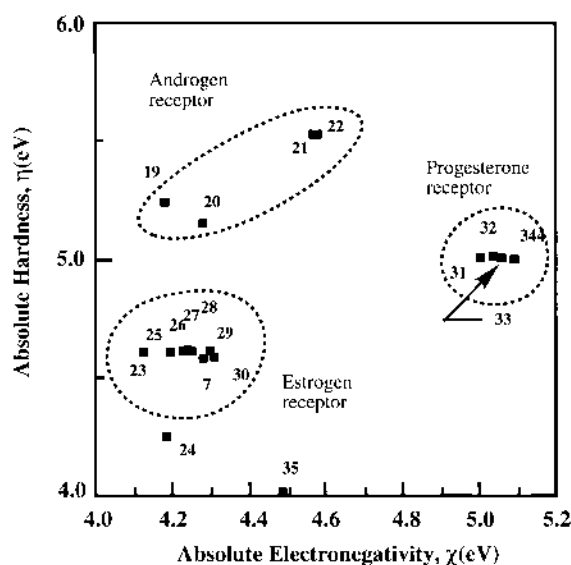 6.0
Androgen
receptor
22
21
19
20
Progesterone
receptor
32
344
31
33
5.0
28
27
26
25
29
23
7
30
Estrogen
receptor
24
35
4.0
4.0 4.2 4.4 4.6 4.8 5.0 5.2
Absolute Hardness, η(eV)
Absolute Electronegativity, χ(eV)